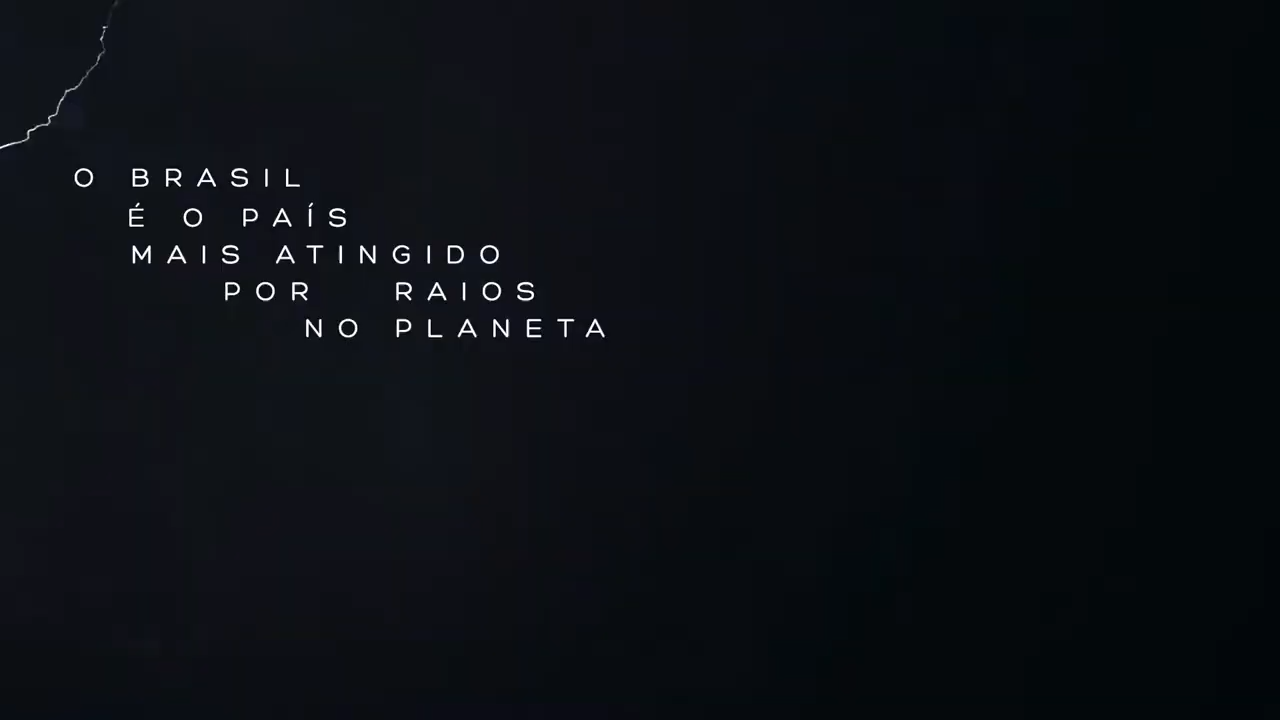 O BRASIL
É O PAÍS
MAIS ATINGIDO
POR RAIOS
NO PLANETA